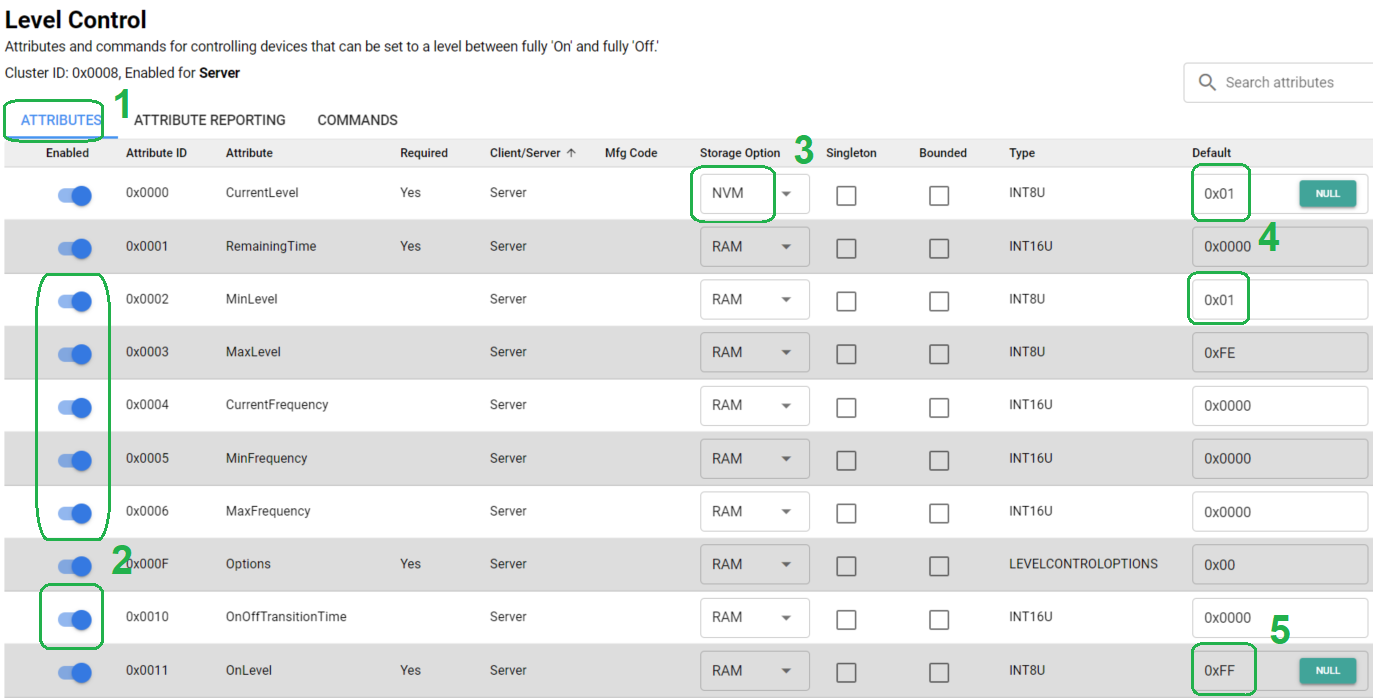 Level Control
Attributes and commands for controlling devices that can be set to a level between fully 'On' and fully 'Off.'
Cluster ID: 0x0008, Enabled for Server
Search attributes
ATTRIBUTES 1 ATTRIBUTE REPORTING COMMANDS
Enabled Attribute ID Attribute Required Client/Server ↑ Mfg Code Storage Option 3 Singleton Bounded Type Default
0x0000 CurrentLevel Yes Server NVM INT8U 0x01 NULL
0x0001 RemainingTime Yes Server RAM INT16U 0x0000 4
0x0002 MinLevel Server RAM INT8U 0x01
0x0003 MaxLevel Server RAM INT8U 0xFE
0x0004 CurrentFrequency Server RAM INT16U 0x0000
0x0005 MinFrequency Server RAM INT16U 0x0000
0x0006 MaxFrequency Server RAM INT16U 0x0000
2 0x000F Options Yes Server RAM LEVELCONTROLOPTIONS 0x00
0x0010 OnOffTransitionTime Server RAM INT16U 0x0000 5
0x0011 OnLevel Yes Server RAM INT8U 0xFF NULL